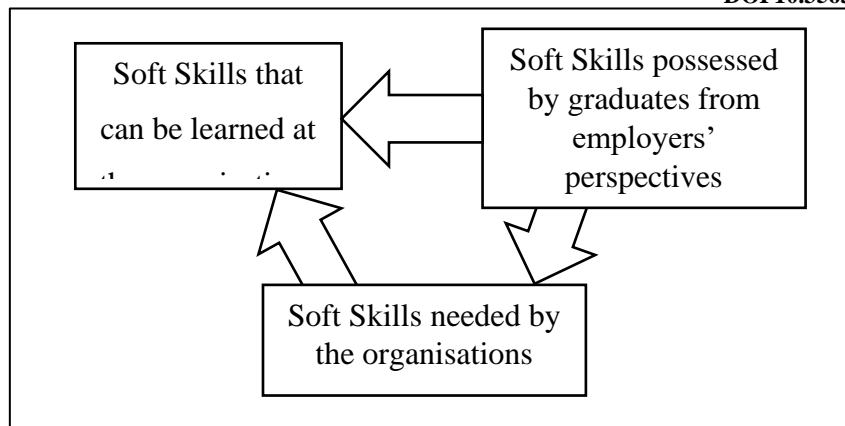 Soft Skills that
can be learned at
Soft Skills possessed
by graduates from
employers’
perspectives
Soft Skills needed by
the organisations